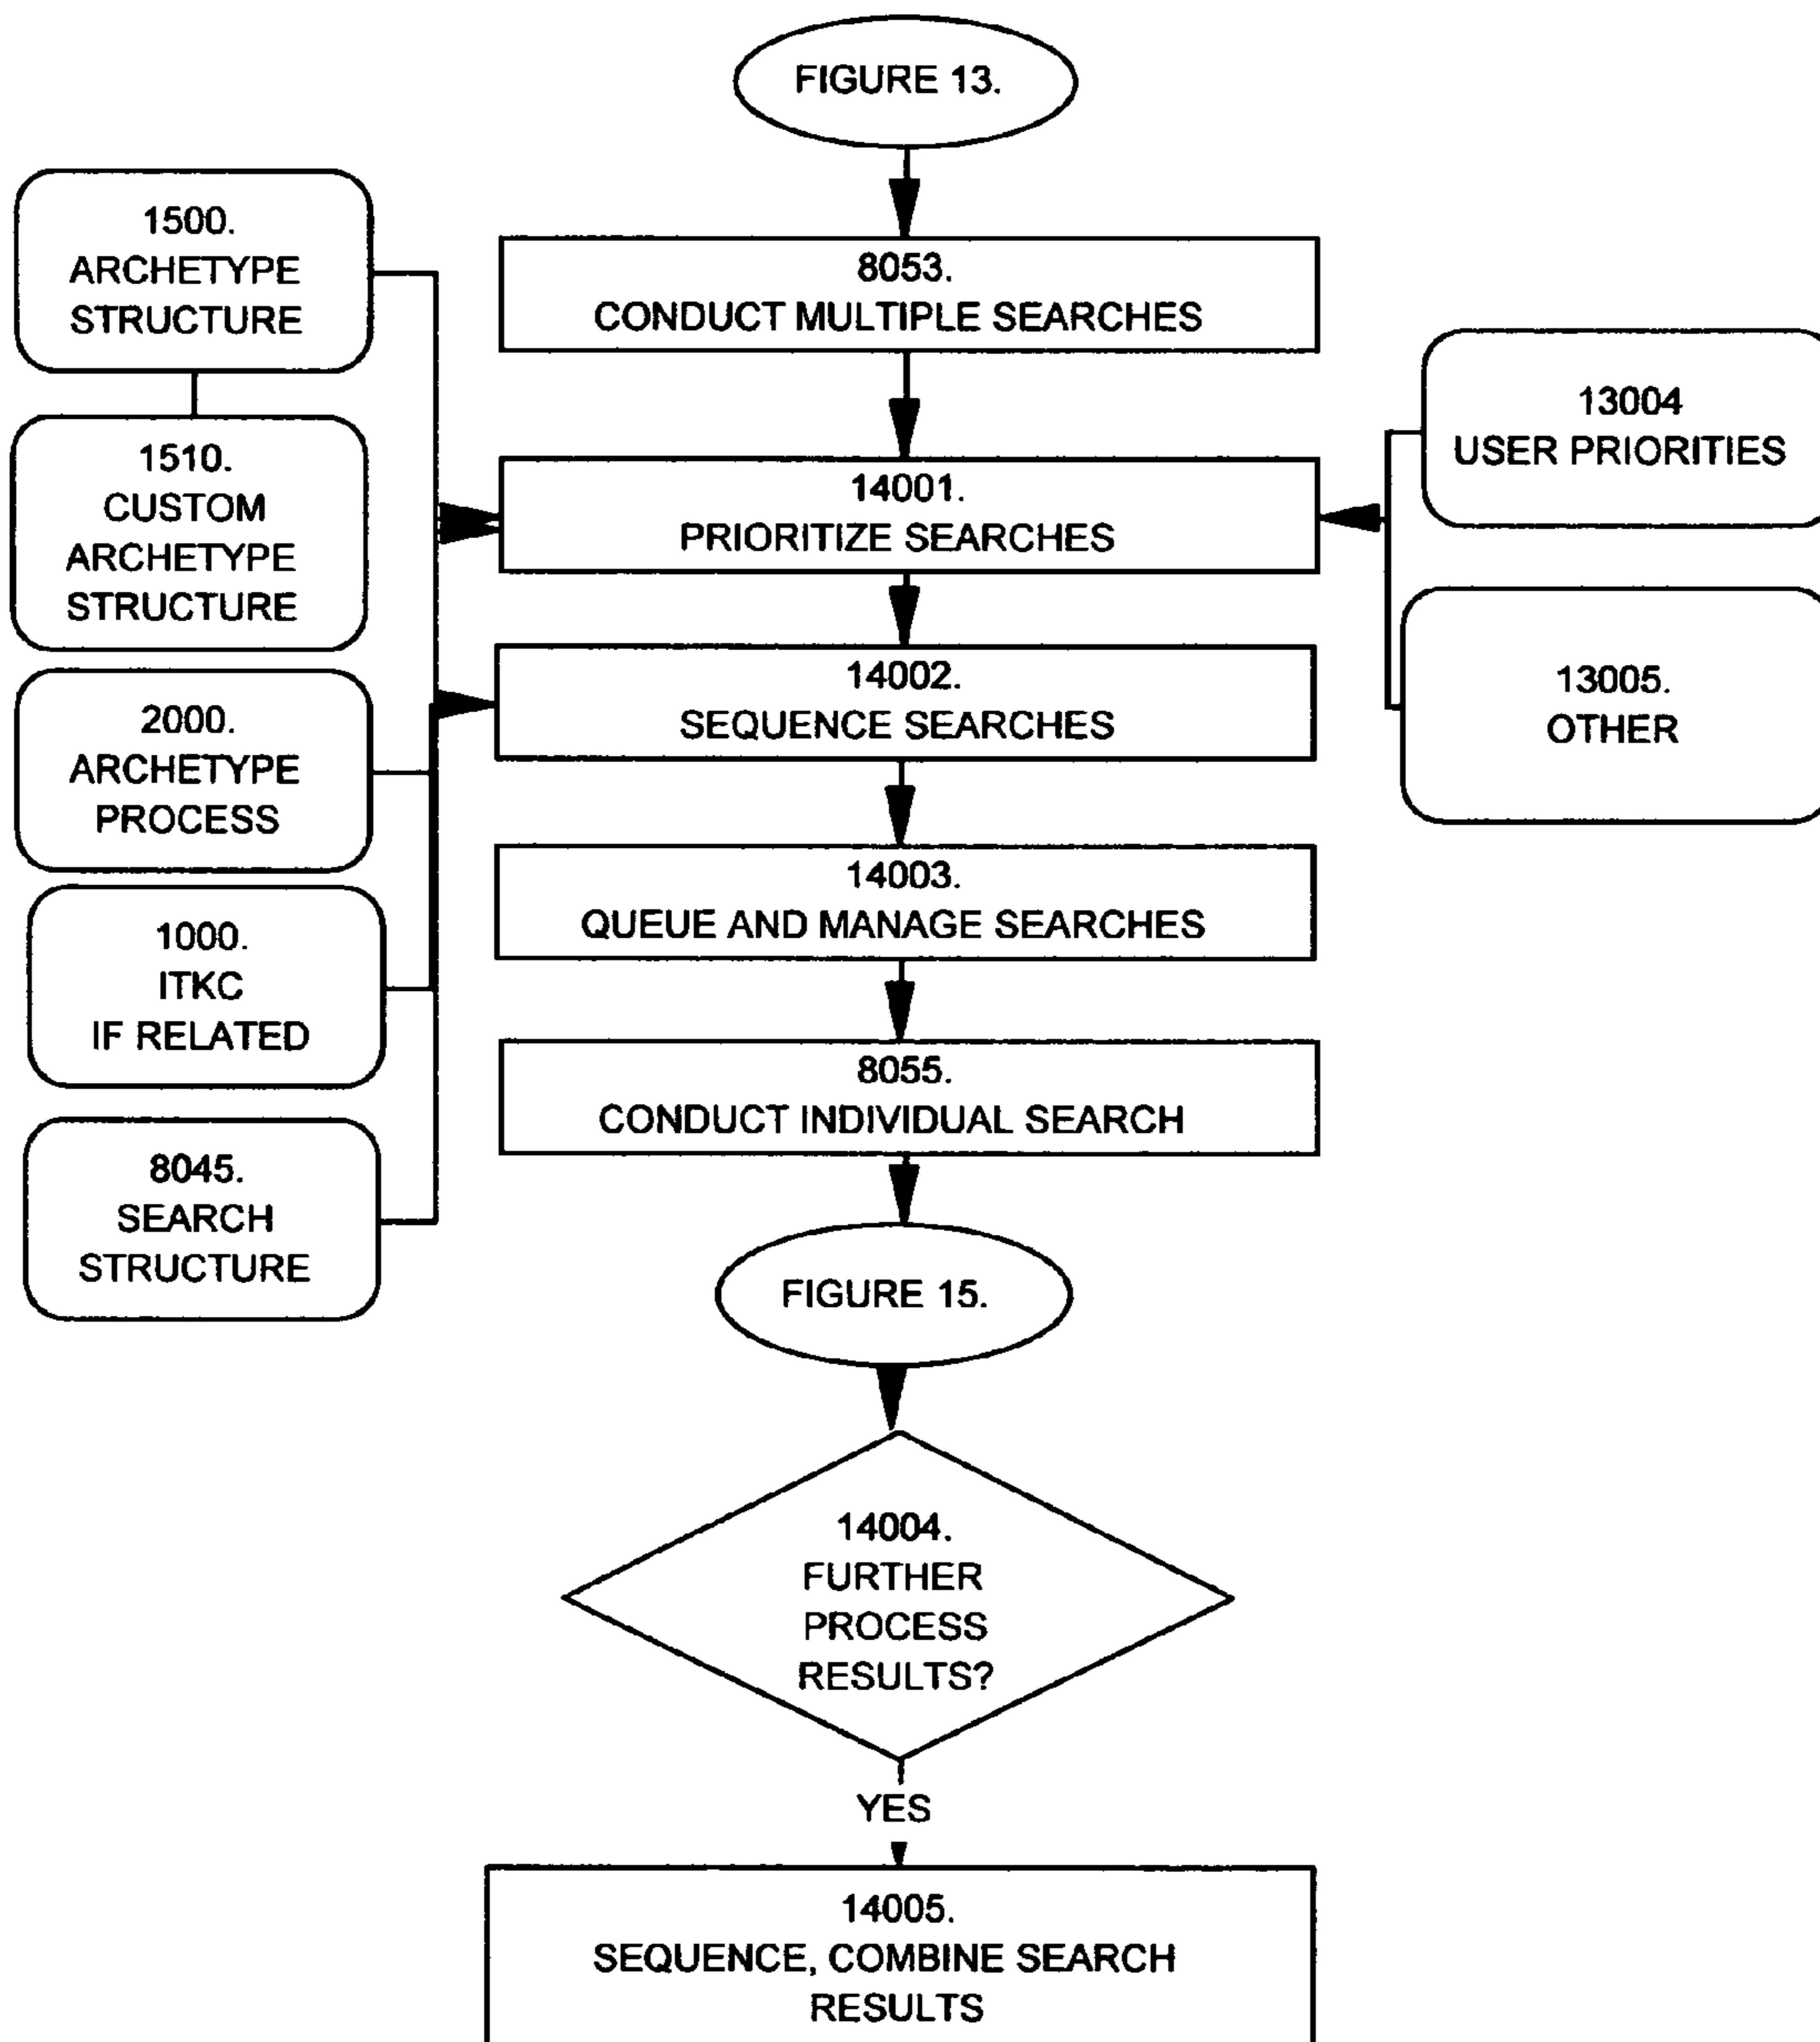 FIGURE 13.
8053.
CONDUCT MULTIPLE SEARCHES
1500.
ARCHETYPE
STRUCTURE
1510.
CUSTOM
ARCHETYPE
STRUCTURE
2000.
ARCHETYPE
PROCESS
1000.
ITKC
IF RELATED
8045.
SEARCH
STRUCTURE
14001.
PRIORITIZE SEARCHES
13004
USER PRIORITIES
13005.
OTHER
14002.
SEQUENCE SEARCHES
14003.
QUEUE AND MANAGE SEARCHES
8055.
CONDUCT INDIVIDUAL SEARCH
FIGURE 15.
14004.
FURTHER
PROCESS
RESULTS?
YES
14005.
SEQUENCE, COMBINE SEARCH
RESULTS